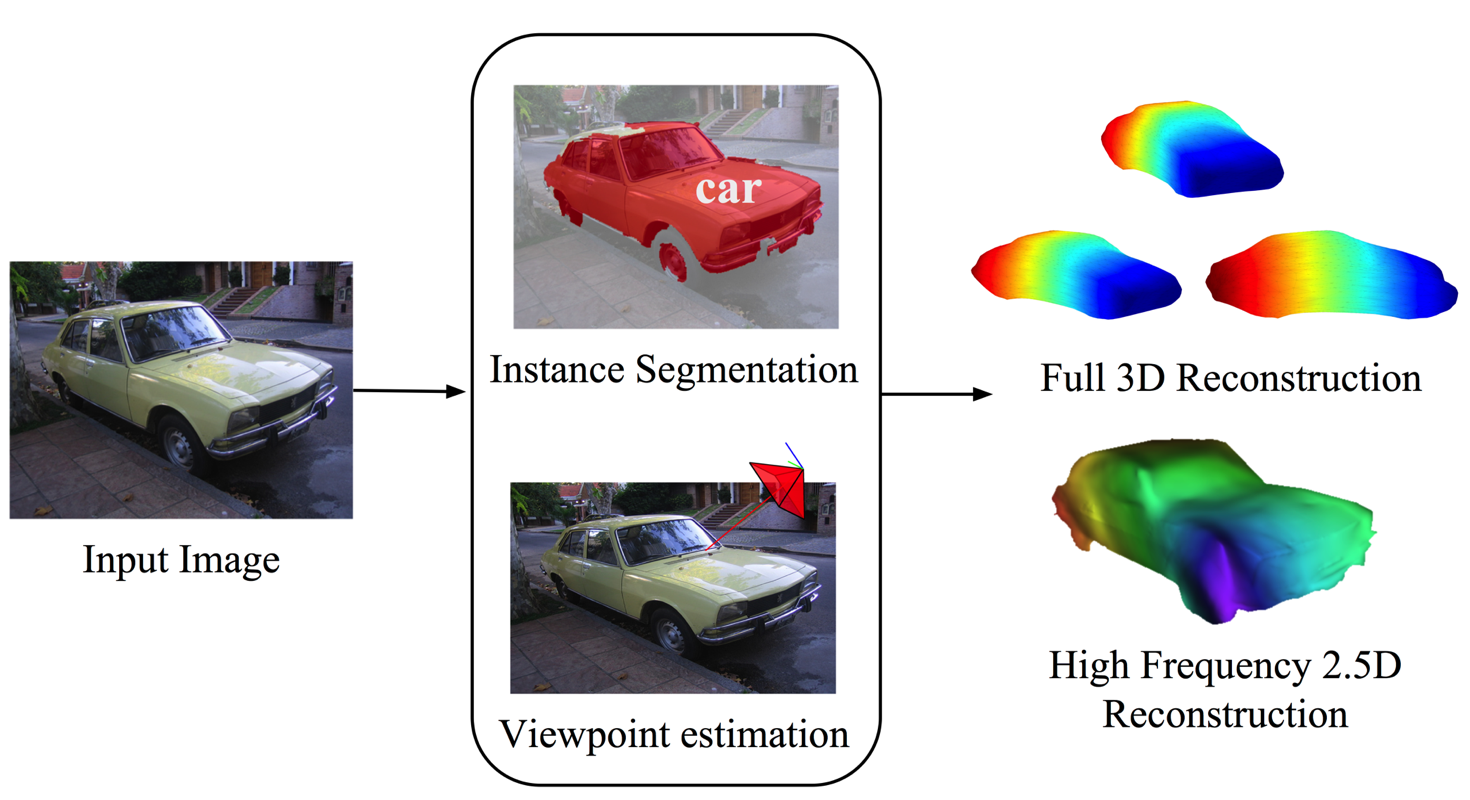 Input Image
car
Instance Segmentation
Viewpoint estimation
Full 3D Reconstruction
High Frequency 2.5D
Reconstruction